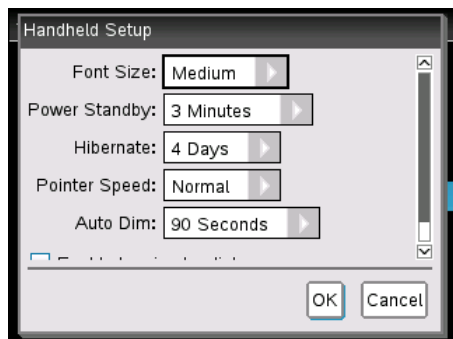 Handheld Setup
Font Size: Medium
Power Standby: 3 Minutes
Hibernate: 4 Days
Pointer Speed: Normal
Auto Dim: 90 Seconds
OK Cancel